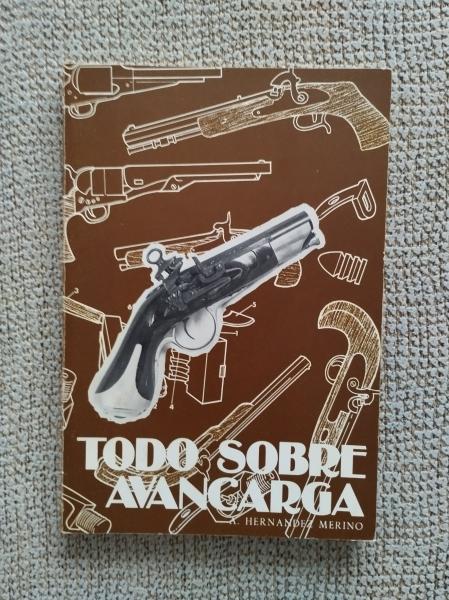 TODO SOBRE
AVANCARGA
A. HERNANDEZ MERINO